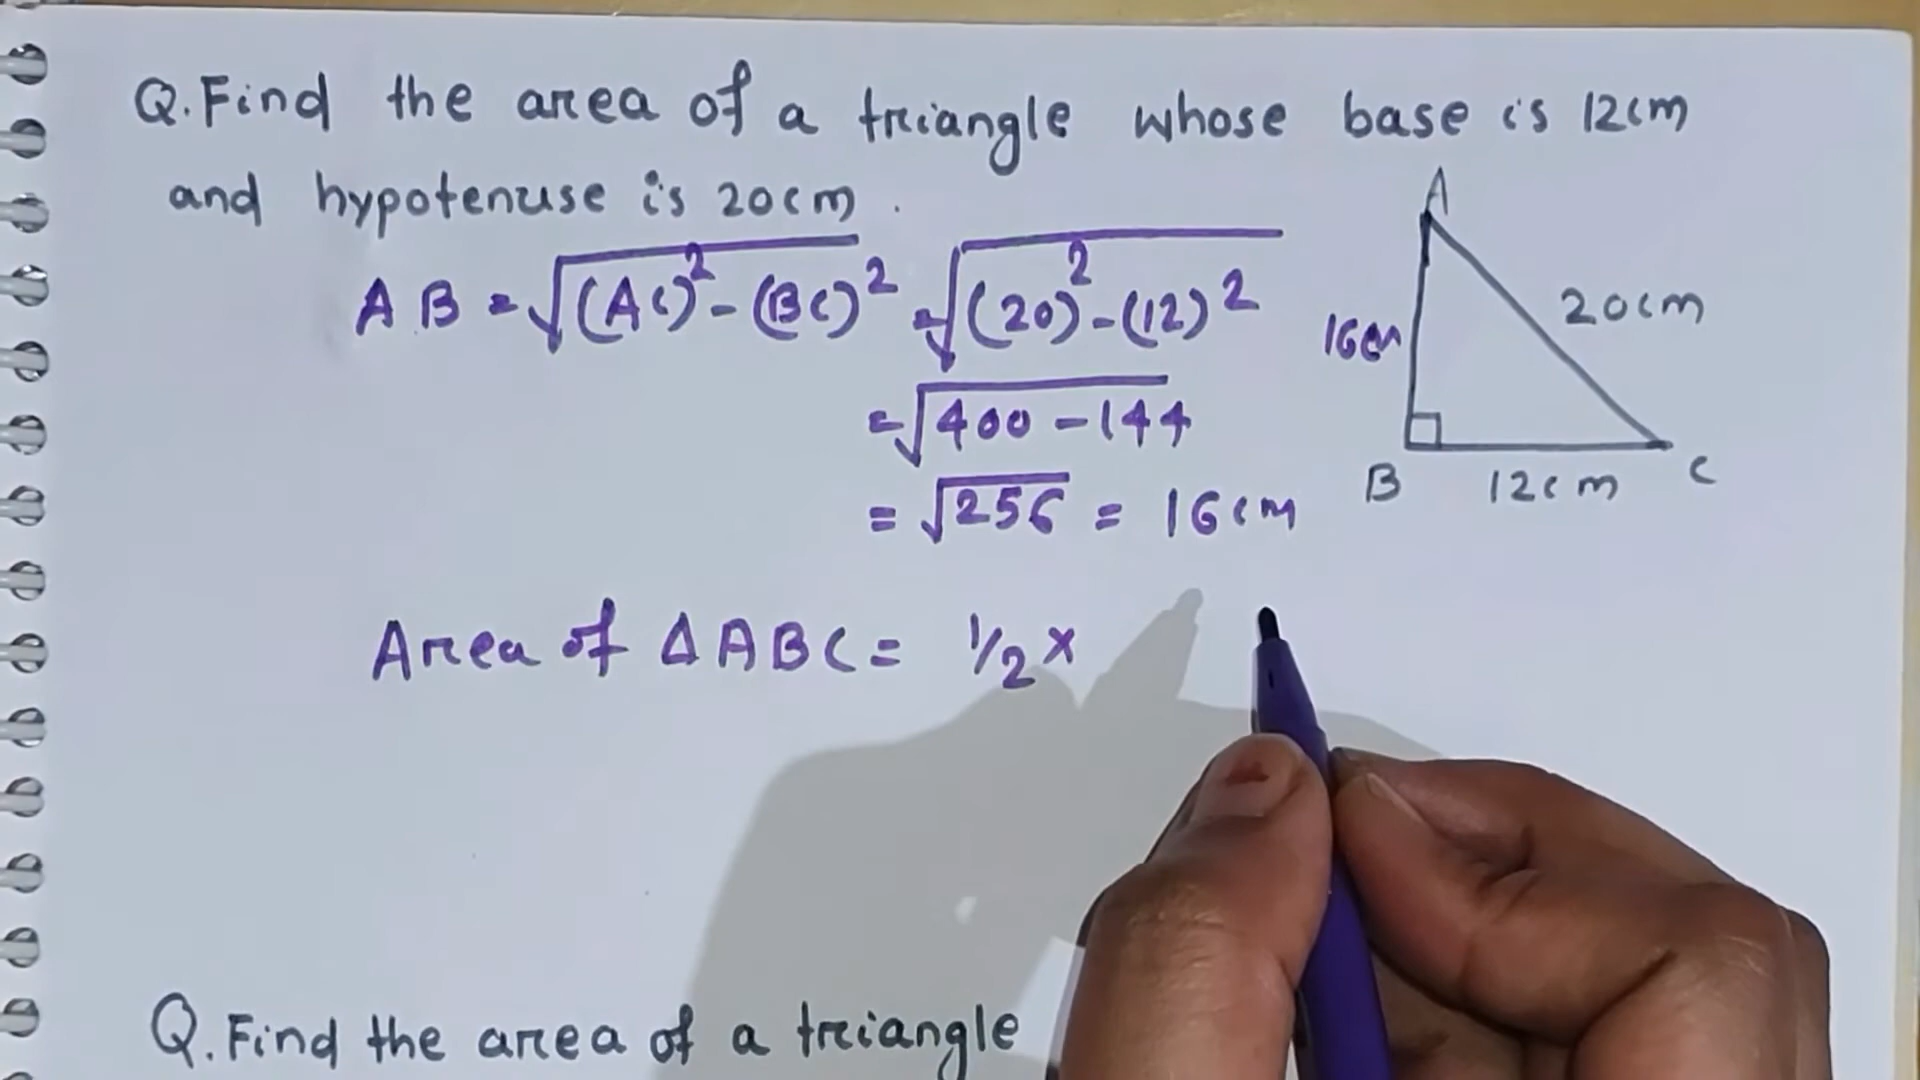 Q. Find the area of a triangle whose base is 12cm
and hypotenuse is 20cm.
AB = √(AC)² - (BC)² = √(20)² - (12)²
= √400 - 144
= √256 = 16cm
A
16cm
20cm
B
12cm
C
Area of ΔABC = 1/2 ×
Q. Find the area of a triangle